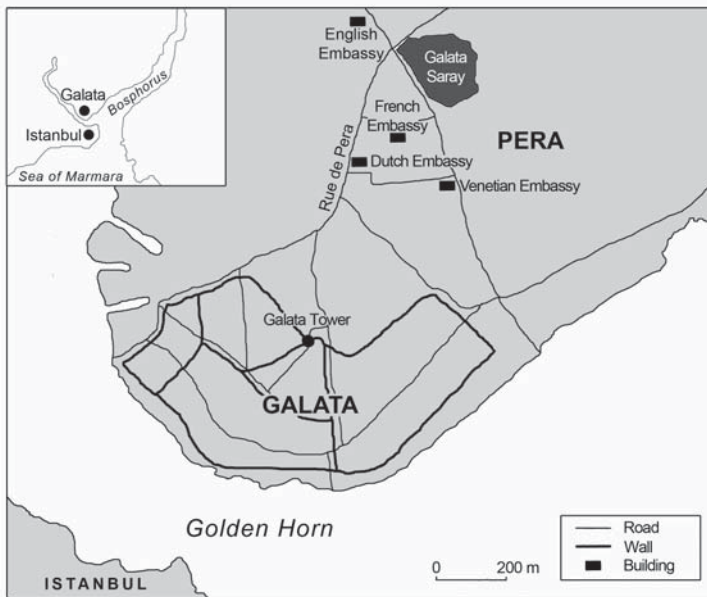 Galata
Istanbul
Bosphorus
Sea of Marmara
English
Embassy
Galata
Saray
French
Embassy
PERA
Rue de Pera
Dutch Embassy
Venetian Embassy
Galata Tower
GALATA
Golden Horn
ISTANBUL
0 200 m
Road
Wall
Building